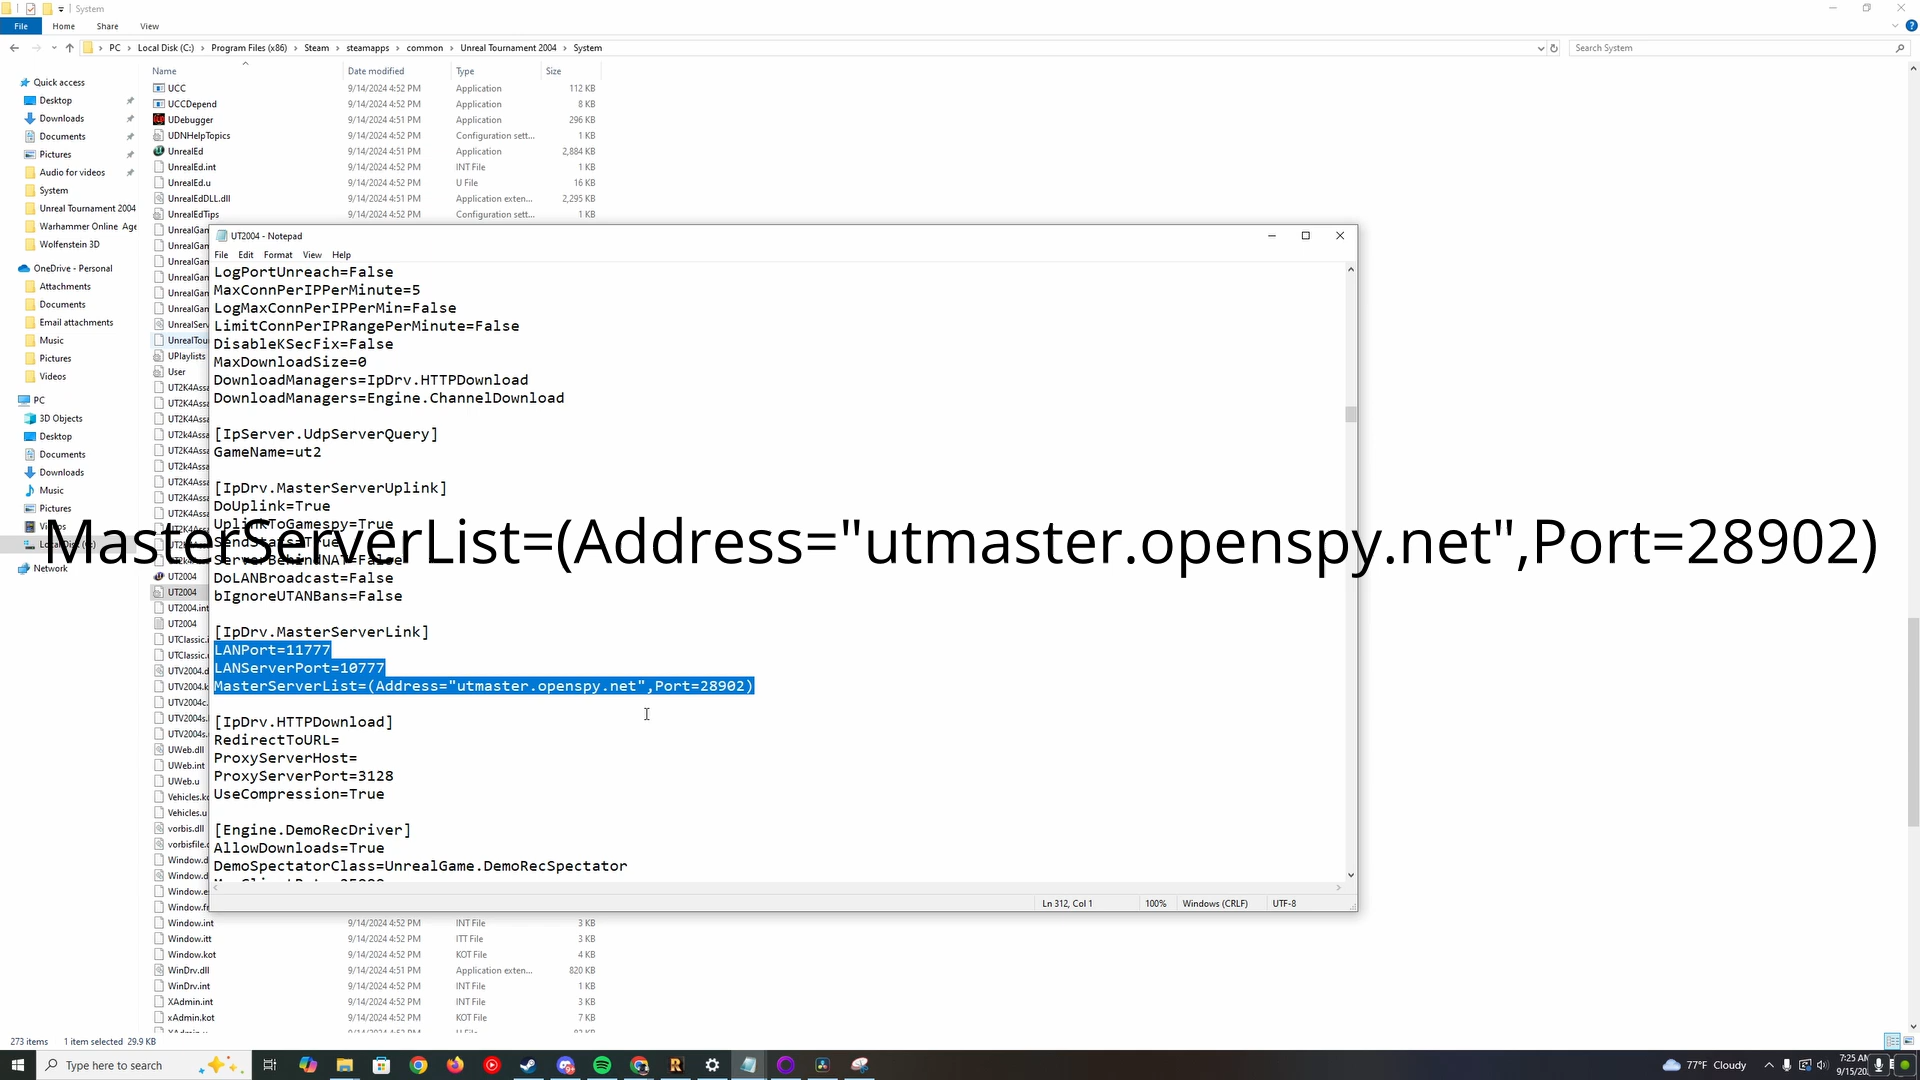 System
File
Home
Share
View
PC > Local Disk (C:) > Program Files (x86) > Steam > steamapps > common > Unreal Tournament 2004 > System
Search System
Name
Date modified
Type
Size
Quick access
Desktop
Downloads
Documents
Pictures
Audio for videos
System
Unreal Tournament 2004
Warhammer Online Age
Wolfenstein 3D
OneDrive - Personal
Attachments
Documents
Email attachments
Music
Pictures
Videos
PC
3D Objects
Desktop
Documents
Downloads
Music
Pictures
Network
UCC 9/14/2024 4:52 PM Application 112 KB
UCCDepend 9/14/2024 4:52 PM Application 8 KB
UDebugger 9/14/2024 4:51 PM Application 296 KB
UDNHelpTopics 9/14/2024 4:52 PM Configuration sett... 1 KB
UnrealEd 9/14/2024 4:51 PM Application 2,884 KB
UnrealEd.int 9/14/2024 4:52 PM INT File 1 KB
UnrealEd.u 9/14/2024 4:52 PM U File 16 KB
UnrealEdDLL.dll 9/14/2024 4:51 PM Application exten... 2,295 KB
UnrealEdTips 9/14/2024 4:52 PM Configuration sett... 1 KB
UPlaylists
User
UT2004
UT2004
UT2004.int
UT2004
UWeb.dll
UWeb.int
UWeb.u
Vehicles.u
vorbis.dll
UT2004 - Notepad
File Edit Format View Help
LogPortUnreach=False
MaxConnPerIPPerMinute=5
LogMaxConnPerIPPerMin=False
LimitConnPerIPRangePerMinute=False
DisableKSecFix=False
MaxDownloadSize=0
DownloadManagers=IpDrv.HTTPDownload
DownloadManagers=Engine.ChannelDownload
[IpServer.UdpServerQuery]
GameName=ut2
[IpDrv.MasterServerUplink]
DoUplink=True
UplinkToGamespy=True
SendStats=True
ServerBehindNAT=False
DoLANBroadcast=False
bIgnoreUTANBans=False
MasterServerList=(Address="utmaster.openspy.net",Port=28902)
[IpDrv.MasterServerLink]
LANPort=11777
LANServerPort=10777
MasterServerList=(Address="utmaster.openspy.net",Port=28902)
[IpDrv.HTTPDownload]
RedirectToURL=
ProxyServerHost=
ProxyServerPort=3128
UseCompression=True
[Engine.DemoRecDriver]
AllowDownloads=True
DemoSpectatorClass=UnrealGame.DemoRecSpectator
Ln 312, Col 1
100%
Windows (CRLF)
UTF-8
Window.int 9/14/2024 4:52 PM INT File 3 KB
Window.itt 9/14/2024 4:52 PM ITT File 3 KB
Window.kot 9/14/2024 4:52 PM KOT File 4 KB
WinDrv.dll 9/14/2024 4:51 PM Application exten... 820 KB
WinDrv.int 9/14/2024 4:52 PM INT File 1 KB
XAdmin.int 9/14/2024 4:52 PM INT File 3 KB
xAdmin.kot 9/14/2024 4:52 PM KOT File 7 KB
273 items
1 item selected 29.9 KB
Type here to search
77°F Cloudy
7:25 AM